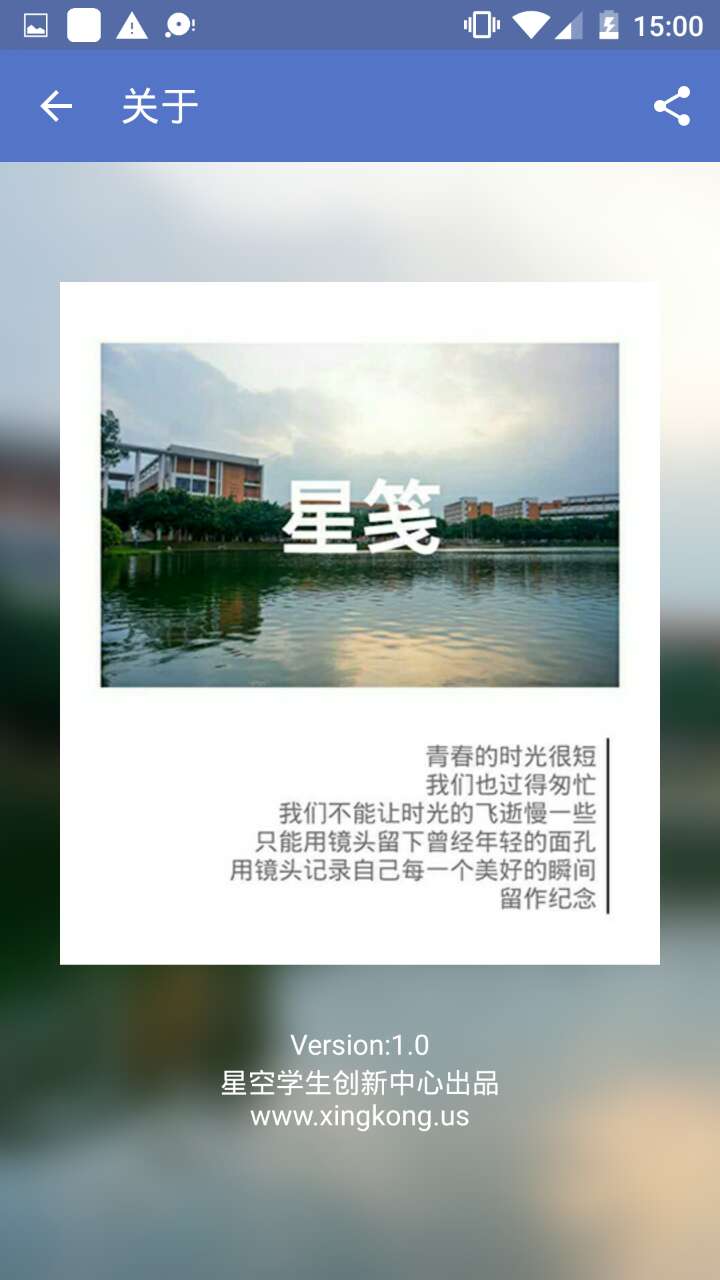 15:00
关于
星笺
青春的时光很短
我们也过得匆忙
我们不能让时光的飞逝慢一些
只能用镜头留下曾经年轻的面孔
用镜头记录自己每一个美好的瞬间
留作纪念
Version:1.0
星空学生创新中心出品
www.xingkong.us